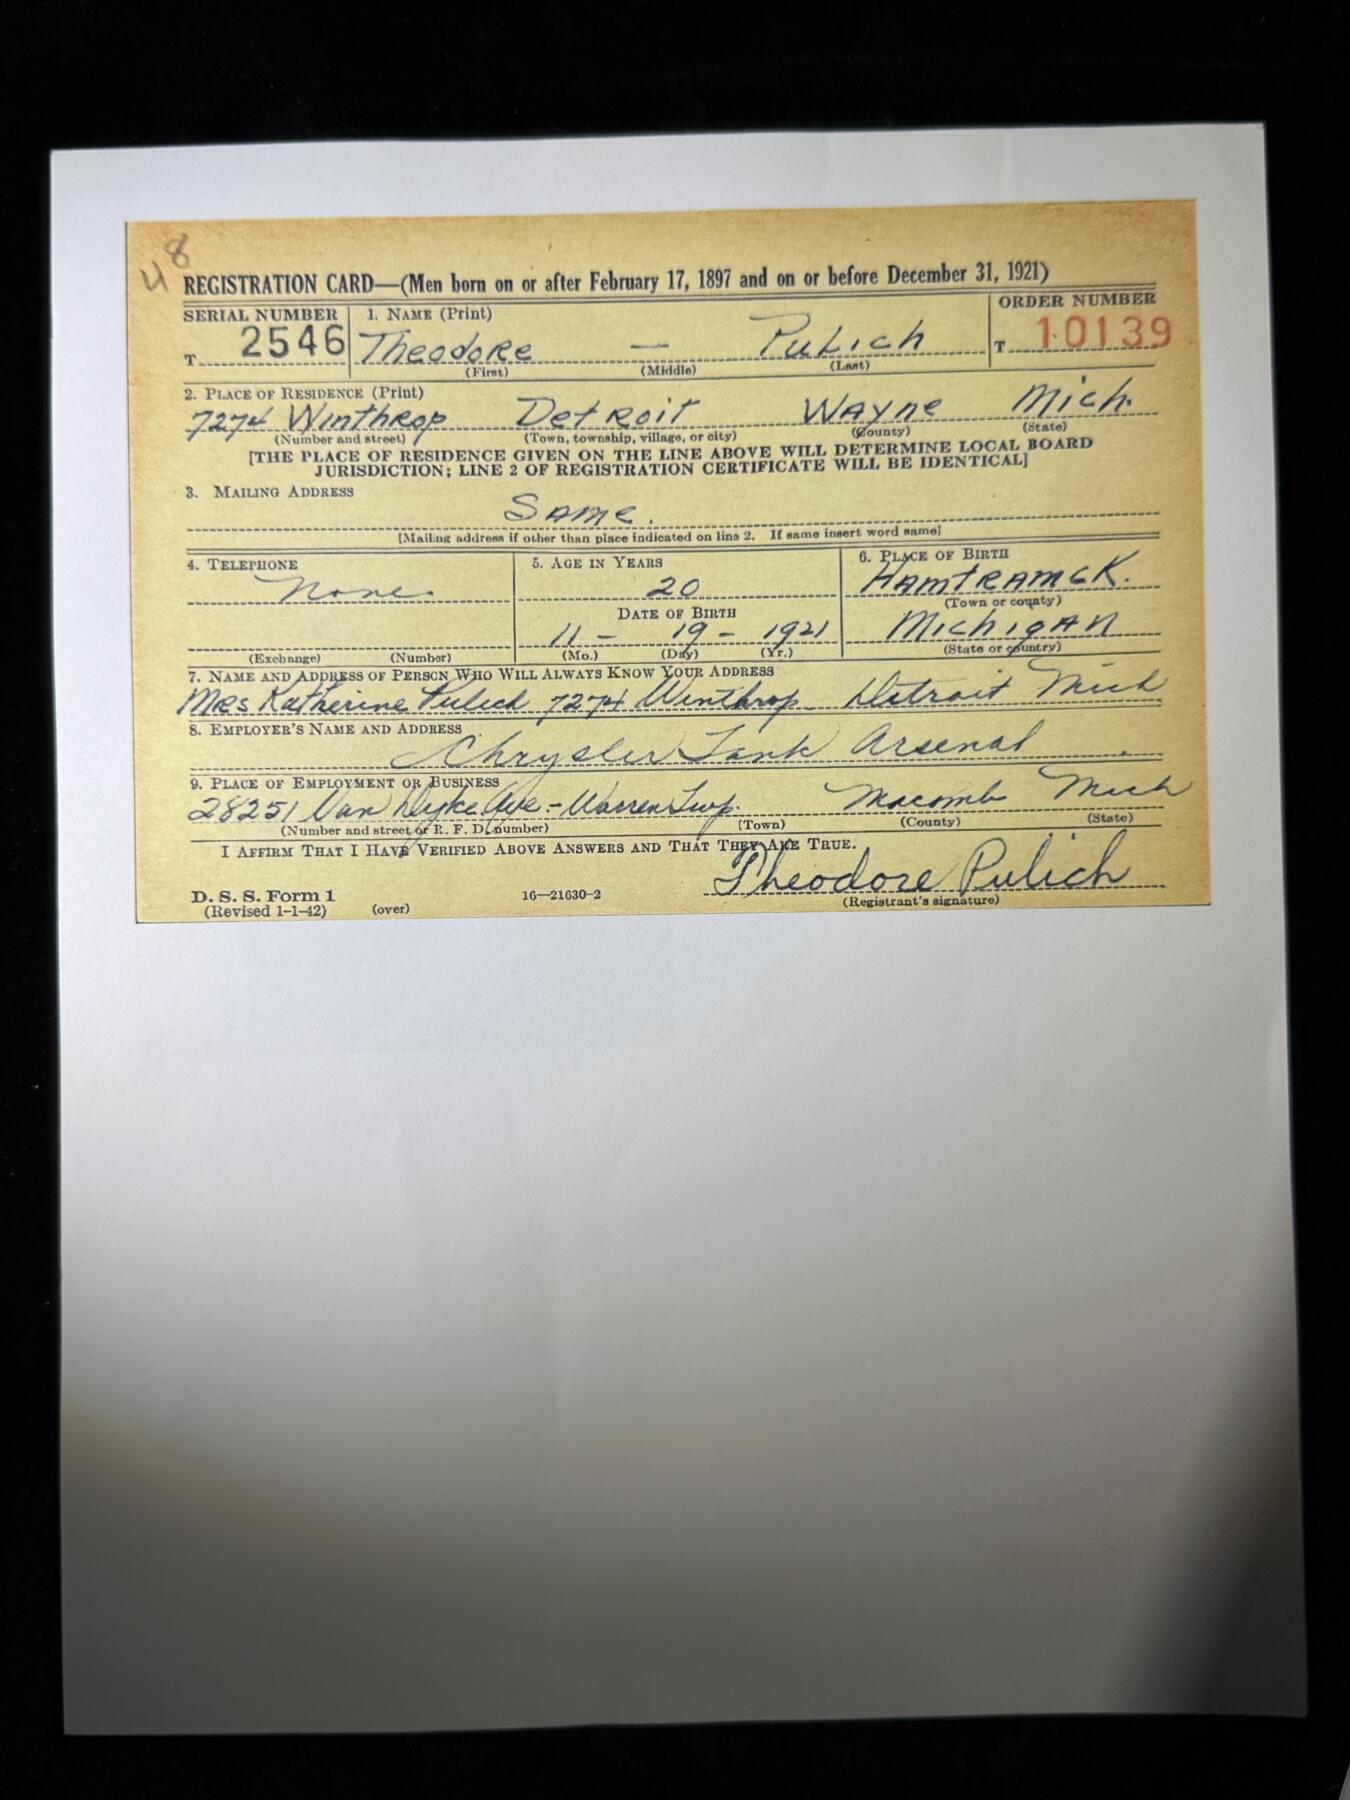 48
REGISTRATION CARD—(Men born on or after February 17, 1897 and on or before December 31, 1921)
SERIAL NUMBER 1. NAME (Print) ORDER NUMBER
T 2546 Theodore — Pulich T 10139
(First) (Middle) (Last)
2. PLACE OF RESIDENCE (Print)
7274 Winthrop Detroit Wayne Mich.
(Number and street) (Town, township, village, or city) (County) (State)
[THE PLACE OF RESIDENCE GIVEN ON THE LINE ABOVE WILL DETERMINE LOCAL BOARD
JURISDICTION; LINE 2 OF REGISTRATION CERTIFICATE WILL BE IDENTICAL]
3. MAILING ADDRESS
Same.
[Mailing address if other than place indicated on line 2. If same insert word same]
4. TELEPHONE 5. AGE IN YEARS 6. PLACE OF BIRTH
None 20 Hamtramck.
DATE OF BIRTH (Town or county)
11 - 19 - 1921 Michigan
(Exchange) (Number) (Mo.) (Day) (Yr.) (State or country)
7. NAME AND ADDRESS OF PERSON WHO WILL ALWAYS KNOW YOUR ADDRESS
Mrs Katherine Pulich 7274 Winthrop Detroit Mich
8. EMPLOYER'S NAME AND ADDRESS
Chrysler Tank Arsenal
9. PLACE OF EMPLOYMENT OR BUSINESS
28251 Van Dyke Ave. - Warren Twp. Macomb Mich
(Number and street or R. F. D. number) (Town) (County) (State)
I AFFIRM THAT I HAVE VERIFIED ABOVE ANSWERS AND THAT THEY ARE TRUE.
Theodore Pulich
D. S. S. Form 1 16—21630-2 (Registrant's signature)
(Revised 1-1-42) (over)